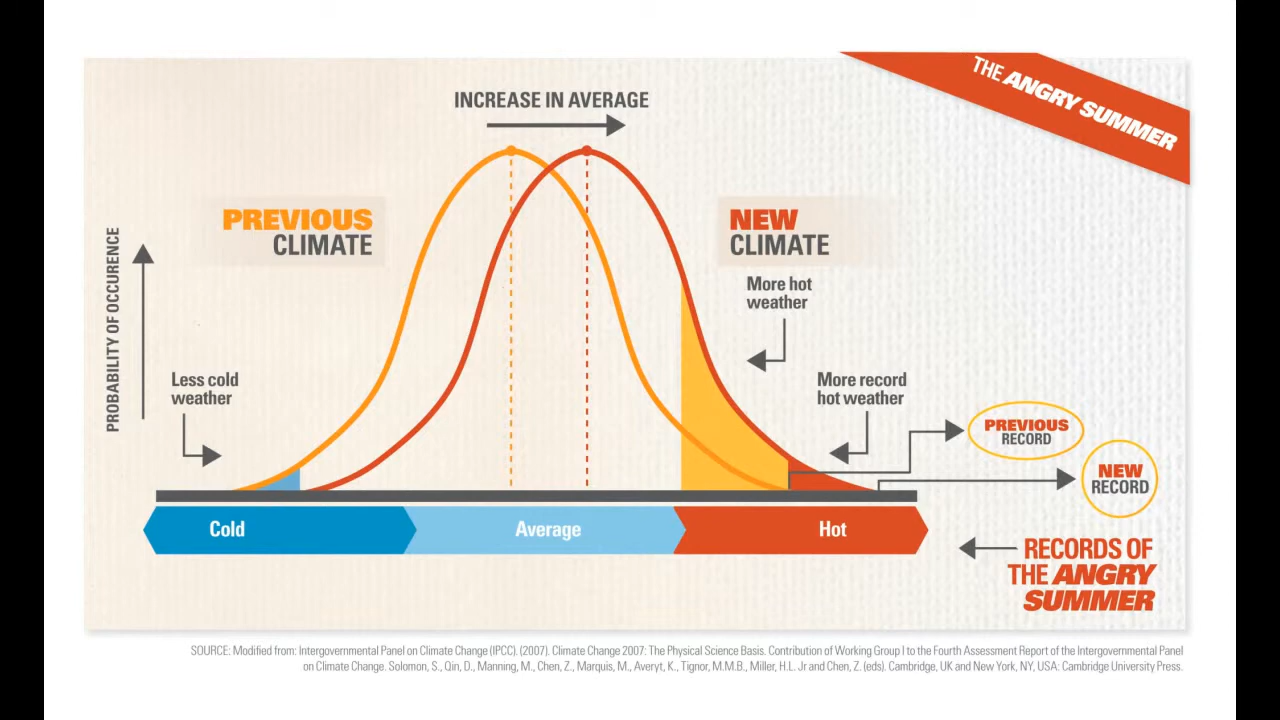 THE ANGRY SUMMER
INCREASE IN AVERAGE
PREVIOUS
CLIMATE
NEW
CLIMATE
PROBABILITY OF OCCURENCE
More hot
weather
Less cold
weather
More record
hot weather
PREVIOUS
RECORD
NEW
RECORD
Cold
Average
Hot
RECORDS OF
THE ANGRY
SUMMER
SOURCE: Modified from: Intergovernmental Panel on Climate Change (IPCC). (2007). Climate Change 2007: The Physical Science Basis. Contribution of Working Group I to the Fourth Assessment Report of the Intergovernmental Panel
on Climate Change. Solomon, S., Qin, D., Manning, M., Chen, Z., Marquis, M., Averyt, K., Tignor, M.M.B., Miller, H.L. Jr and Chen, Z. (eds). Cambridge, UK and New York, NY, USA: Cambridge University Press.